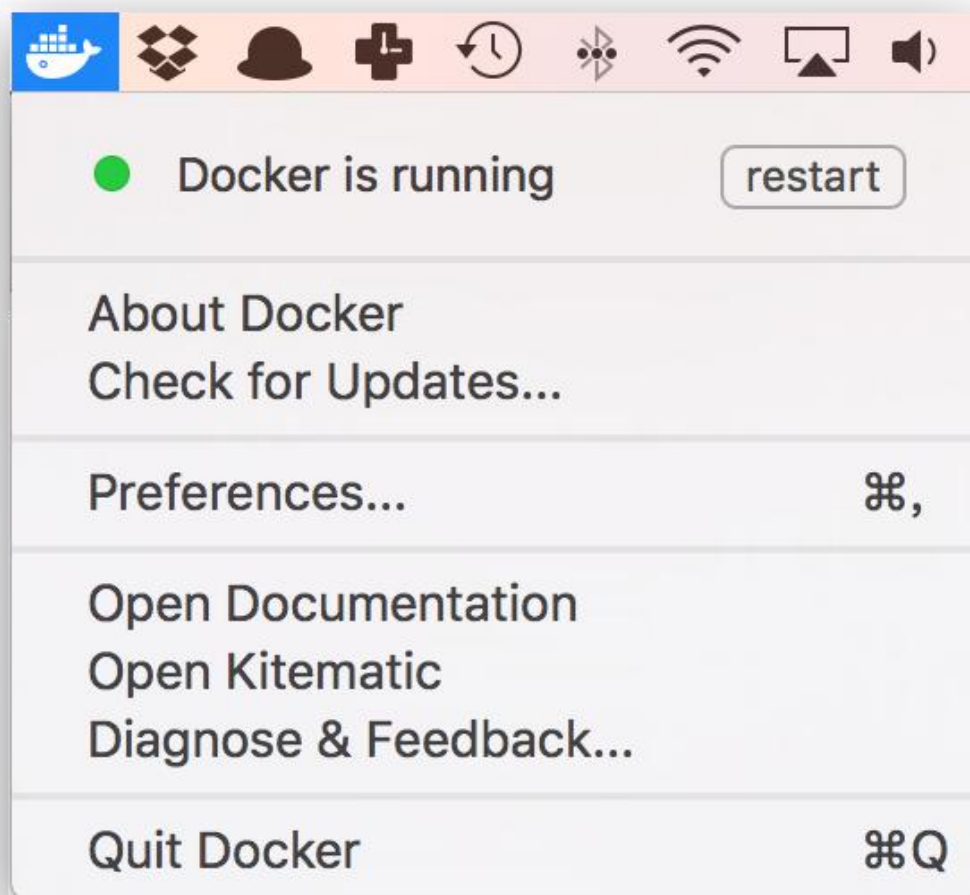 Docker is running restart
About Docker
Check for Updates...
Preferences... ⌘,
Open Documentation
Open Kitematic
Diagnose & Feedback...
Quit Docker ⌘Q